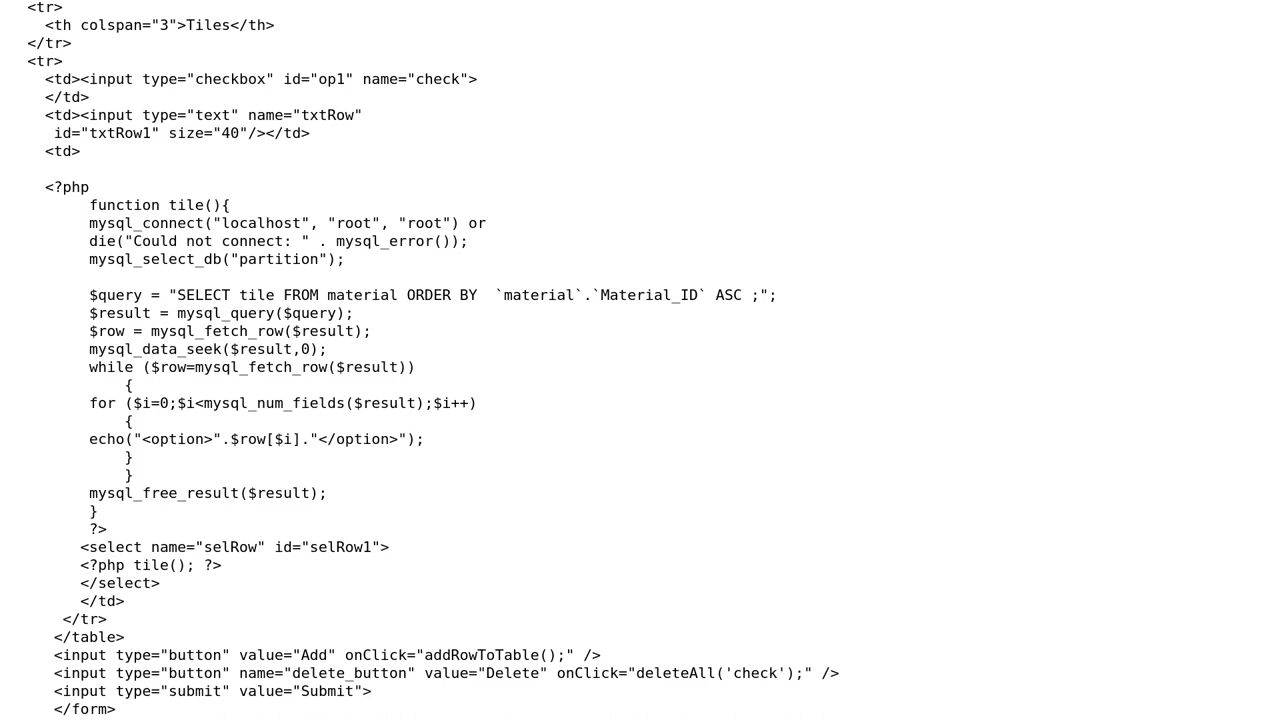 <tr>
<th colspan="3">Tiles</th>
</tr>
<tr>
<td><input type="checkbox" id="op1" name="check">
</td>
<td><input type="text" name="txtRow"
id="txtRow1" size="40"/></td>
<td>
<?php
function tile(){
mysql_connect("localhost", "root", "root") or
die("Could not connect: " . mysql_error());
mysql_select_db("partition");
$query = "SELECT tile FROM material ORDER BY  `material`.`Material_ID` ASC ;";
$result = mysql_query($query);
$row = mysql_fetch_row($result);
mysql_data_seek($result,0);
while ($row=mysql_fetch_row($result))
{
for ($i=0;$i<mysql_num_fields($result);$i++)
{
echo("<option>".$row[$i]."</option>");
}
}
mysql_free_result($result);
}
?>
<select name="selRow" id="selRow1">
<?php tile(); ?>
</select>
</td>
</tr>
</table>
<input type="button" value="Add" onClick="addRowToTable();" />
<input type="button" name="delete_button" value="Delete" onClick="deleteAll('check');" />
<input type="submit" value="Submit">
</form>